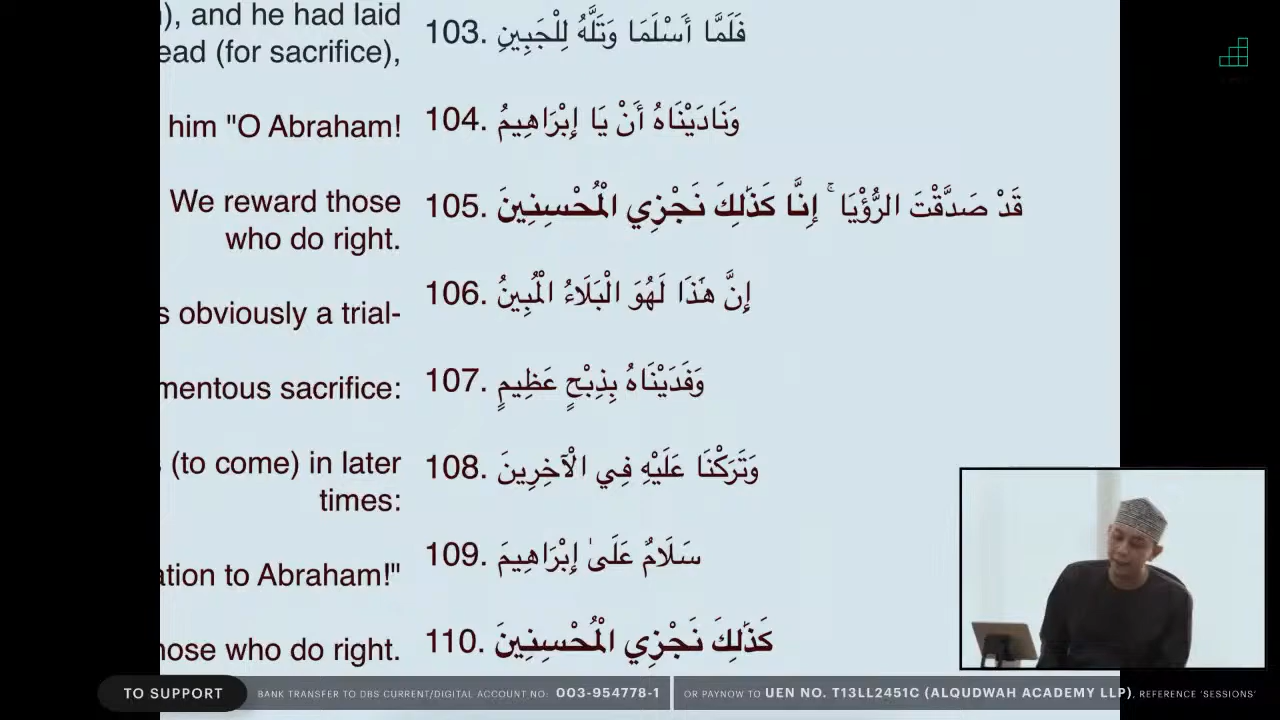 ), and he had laid
ead (for sacrifice),
103. فَلَمَّا أَسْلَمَا وَتَلَّهُ لِلْجَبِينِ
him "O Abraham!
104. وَنَادَيْنَاهُ أَنْ يَا إِبْرَاهِيمُ
We reward those
who do right.
105. قَدْ صَدَّقْتَ الرُّؤْيَا ۚ إِنَّا كَذَٰلِكَ نَجْزِي الْمُحْسِنِينَ
s obviously a trial-
106. إِنَّ هَٰذَا لَهُوَ الْبَلَاءُ الْمُبِينُ
mentous sacrifice:
107. وَفَدَيْنَاهُ بِذِبْحٍ عَظِيمٍ
(to come) in later
times:
108. وَتَرَكْنَا عَلَيْهِ فِي الْآخِرِينَ
ation to Abraham!"
109. سَلَامٌ عَلَىٰ إِبْرَاهِيمَ
hose who do right.
110. كَذَٰلِكَ نَجْزِي الْمُحْسِنِينَ
TO SUPPORT BANK TRANSFER TO DBS CURRENT/DIGITAL ACCOUNT NO: 003-954778-1 OR PAYNOW TO UEN NO. T13LL2451C (ALQUDWAH ACADEMY LLP), REFERENCE 'SESSIONS'